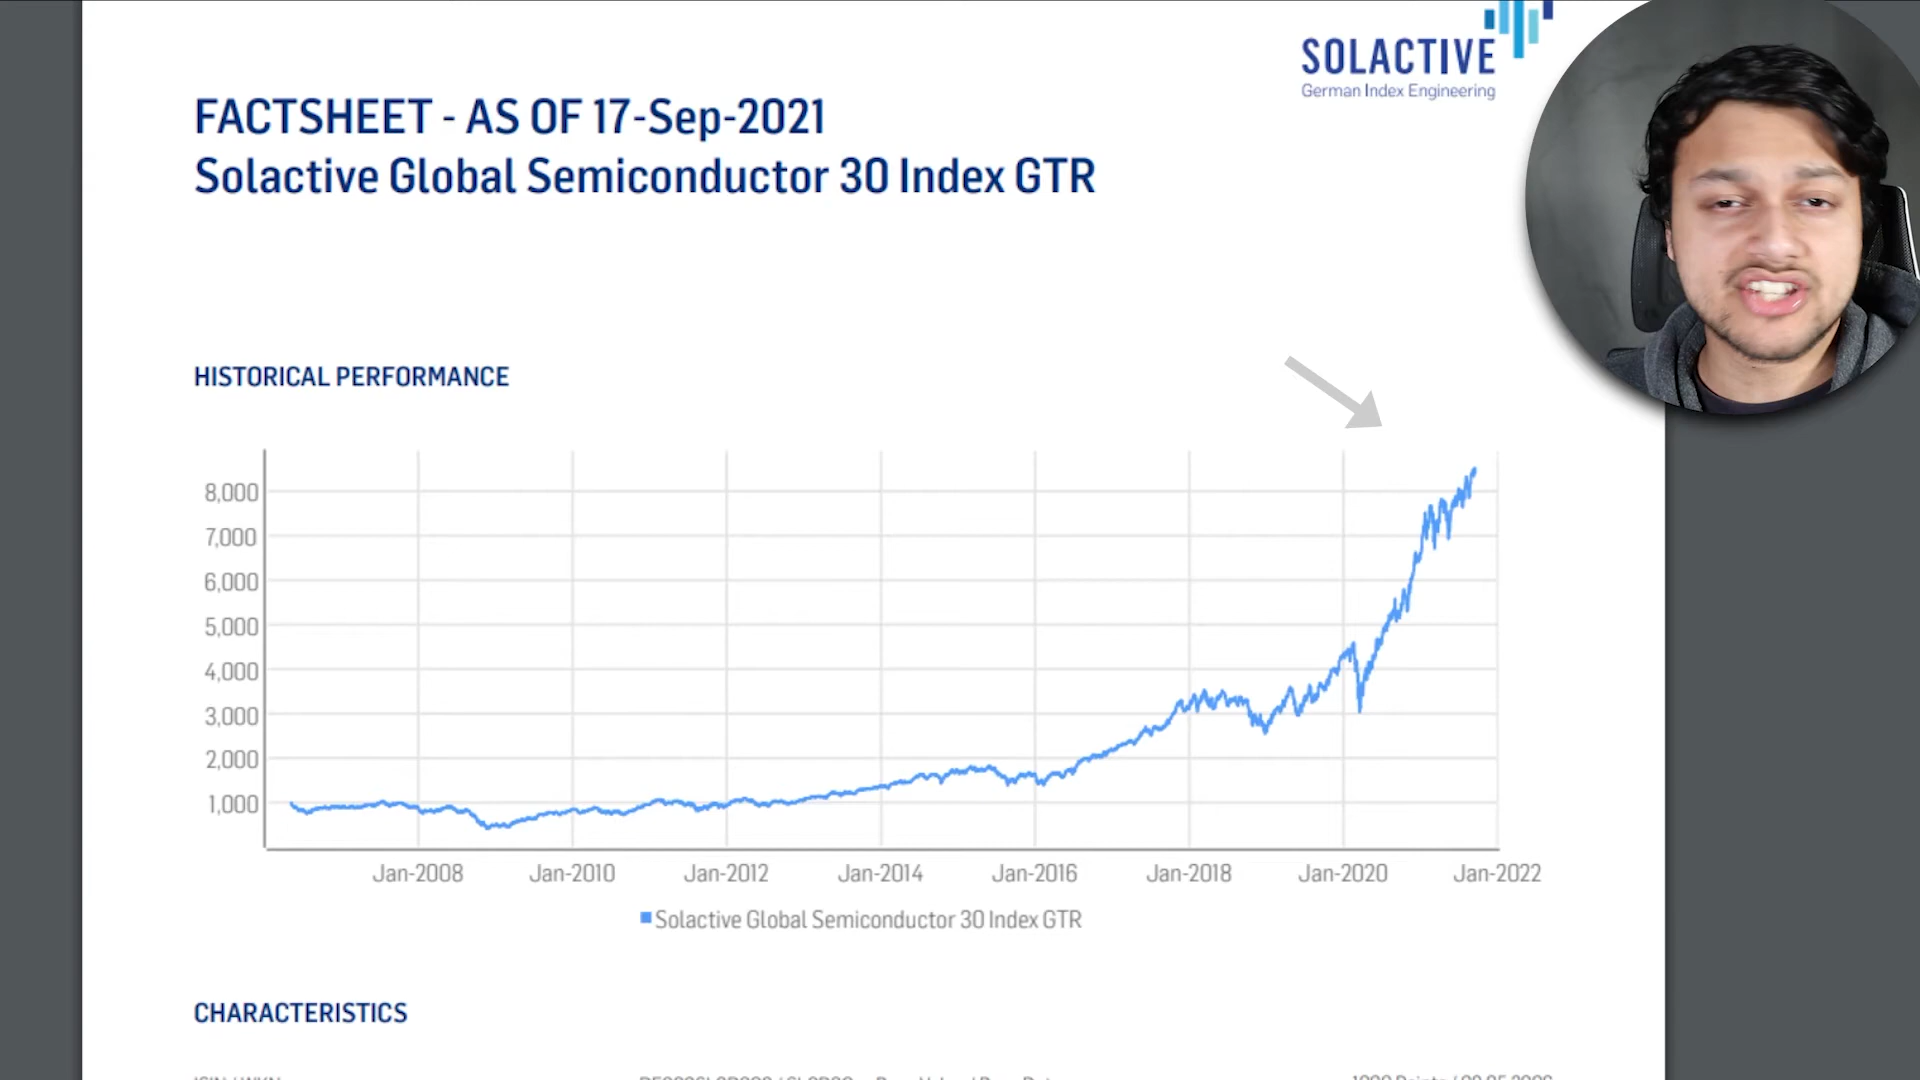 SOLACTIVE
German Index Engineering
FACTSHEET - AS OF 17-Sep-2021
Solactive Global Semiconductor 30 Index GTR
HISTORICAL PERFORMANCE
8,000
7,000
6,000
5,000
4,000
3,000
2,000
1,000
Jan-2008 Jan-2010 Jan-2012 Jan-2014 Jan-2016 Jan-2018 Jan-2020 Jan-2022
Solactive Global Semiconductor 30 Index GTR
CHARACTERISTICS